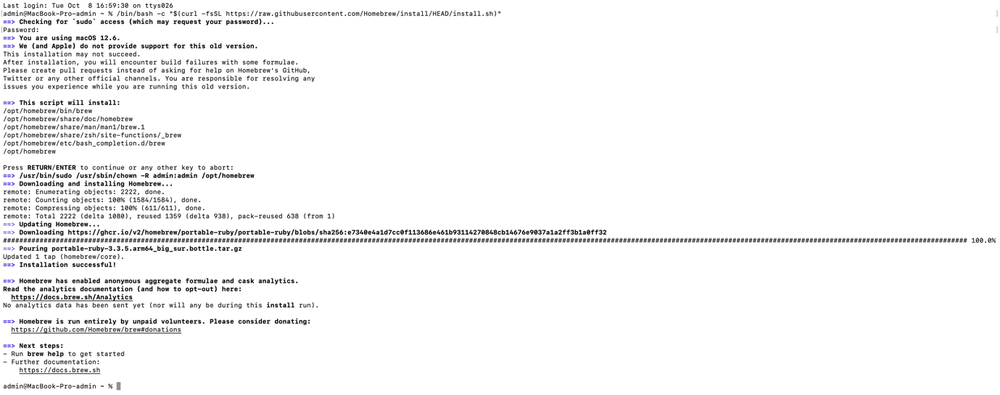 Last login: Tue Oct  8 16:59:30 on ttys026
admin@MacBook-Pro-admin ~ % /bin/bash -c "$(curl -fsSL https://raw.githubusercontent.com/Homebrew/install/HEAD/install.sh)"
==> Checking for `sudo` access (which may request your password)...
Password:
==> You are using macOS 12.6.
==> We (and Apple) do not provide support for this old version.
This installation may not succeed.
After installation, you will encounter build failures with some formulae.
Please create pull requests instead of asking for help on Homebrew's GitHub,
Twitter or any other official channels. You are responsible for resolving any
issues you experience while you are running this old version.
==> This script will install:
/opt/homebrew/bin/brew
/opt/homebrew/share/doc/homebrew
/opt/homebrew/share/man/man1/brew.1
/opt/homebrew/share/zsh/site-functions/_brew
/opt/homebrew/etc/bash_completion.d/brew
/opt/homebrew
Press RETURN/ENTER to continue or any other key to abort:
==> /usr/bin/sudo /usr/sbin/chown -R admin:admin /opt/homebrew
==> Downloading and installing Homebrew...
remote: Enumerating objects: 2222, done.
remote: Counting objects: 100% (1584/1584), done.
remote: Compressing objects: 100% (611/611), done.
remote: Total 2222 (delta 1080), reused 1359 (delta 938), pack-reused 638 (from 1)
==> Updating Homebrew...
==> Downloading https://ghcr.io/v2/homebrew/portable-ruby/portable-ruby/blobs/sha256:e7340e4a1d7cc0f113686e461b93114270848cb14676e9037a1a2ff3b1a0ff32
############################################################################################################################################################################################################################################## 100.0%
==> Pouring portable-ruby-3.3.5.arm64_big_sur.bottle.tar.gz
Updated 1 tap (homebrew/core).
==> Installation successful!
==> Homebrew has enabled anonymous aggregate formulae and cask analytics.
Read the analytics documentation (and how to opt-out) here:
  https://docs.brew.sh/Analytics
No analytics data has been sent yet (nor will any be during this install run).
==> Homebrew is run entirely by unpaid volunteers. Please consider donating:
  https://github.com/Homebrew/brew#donations
==> Next steps:
- Run brew help to get started
- Further documentation:
    https://docs.brew.sh
admin@MacBook-Pro-admin ~ %